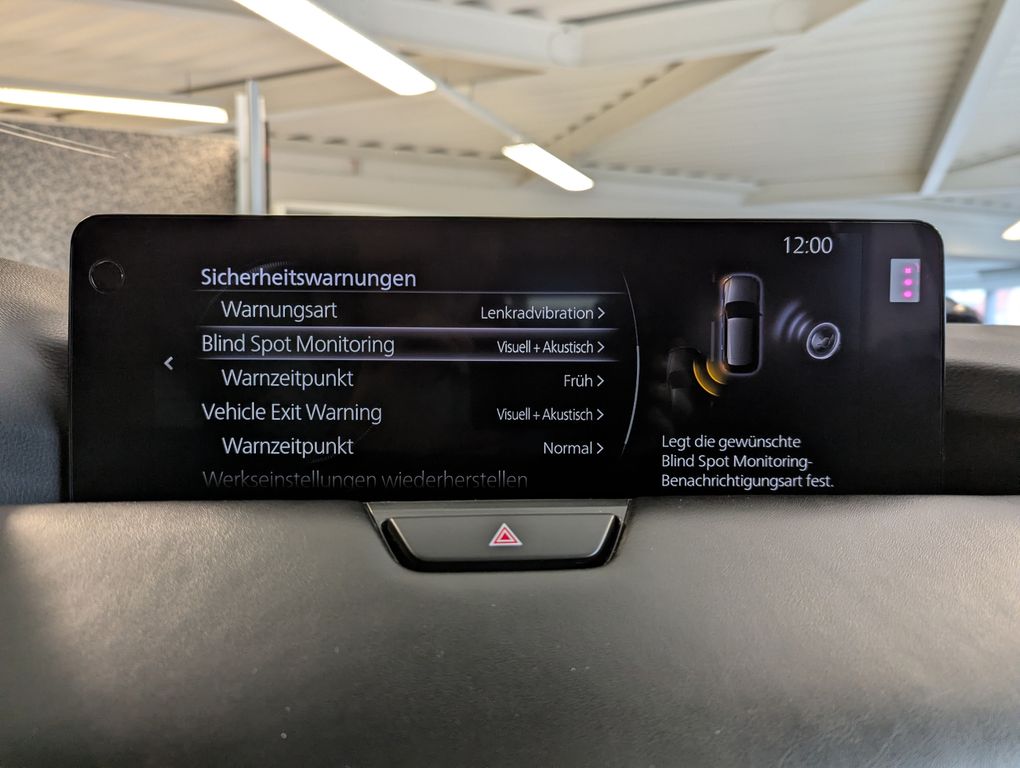 12:00
Sicherheitswarnungen
Warnungsart Lenkradvibration >
Blind Spot Monitoring Visuell + Akustisch >
Warnzeitpunkt Früh >
Vehicle Exit Warning Visuell + Akustisch >
Warnzeitpunkt Normal >
Werkseinstellungen wiederherstellen
Legt die gewünschte
Blind Spot Monitoring-
Benachrichtigungsart fest.